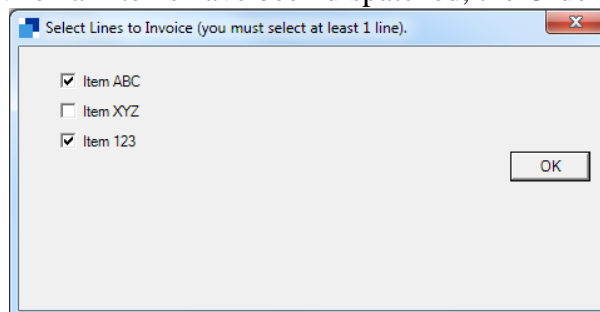 Select Lines to Invoice (you must select at least 1 line).
Item ABC
Item XYZ
Item 123
OK